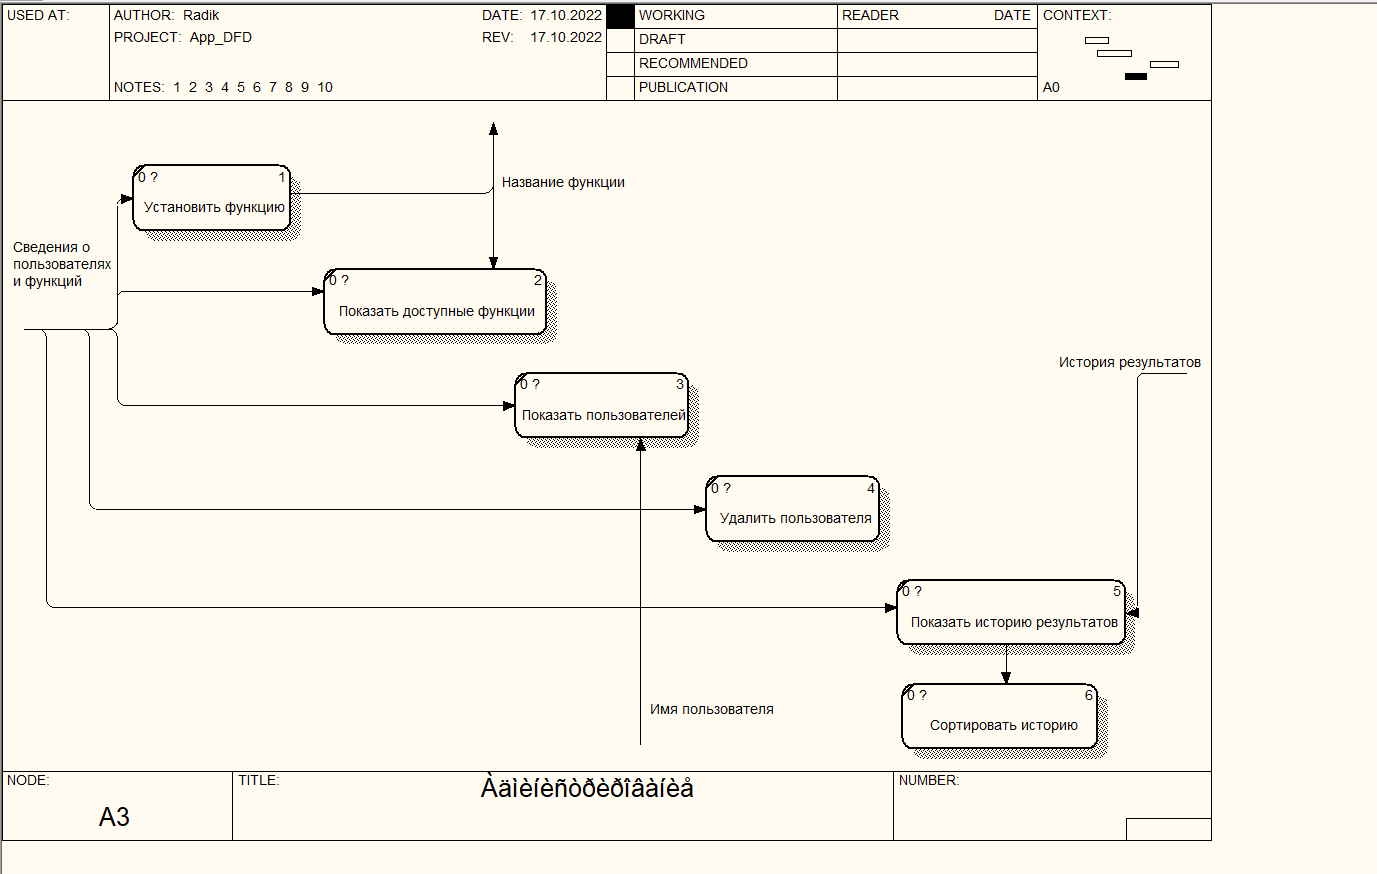 USED AT:
AUTHOR: Radik
DATE: 17.10.2022
PROJECT: App_DFD
REV: 17.10.2022
NOTES: 1 2 3 4 5 6 7 8 9 10
WORKING
DRAFT
RECOMMENDED
PUBLICATION
READER DATE
CONTEXT:
A0
0 ? 1
Установить функцию
Название функции
Сведения о
пользователях
и функций
0 ? 2
Показать доступные функции
История результатов
0 ? 3
Показать пользователей
0 ? 4
Удалить пользователя
0 ? 5
Показать историю результатов
0 ? 6
Сортировать историю
Имя пользователя
NODE:
A3
TITLE:
Àäìèíèñòðèðîâàíèå
NUMBER: